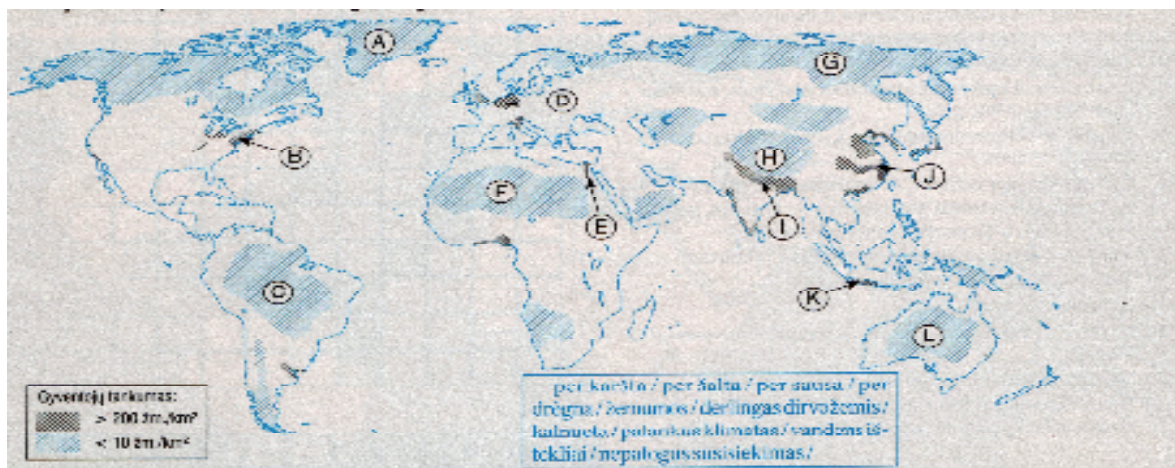 A
G
D
B
H
J
F
E
I
C
K
L
Gyventojų tankumas:
> 200 žm./km²
< 10 žm./km²
per karšta / per šalta / per sausa / per
drėgna / žemumos / derlingas dirvožemis /
kalnuota / palankus klimatas / vandens iš-
tekliai / nepatogus susisiekimas /